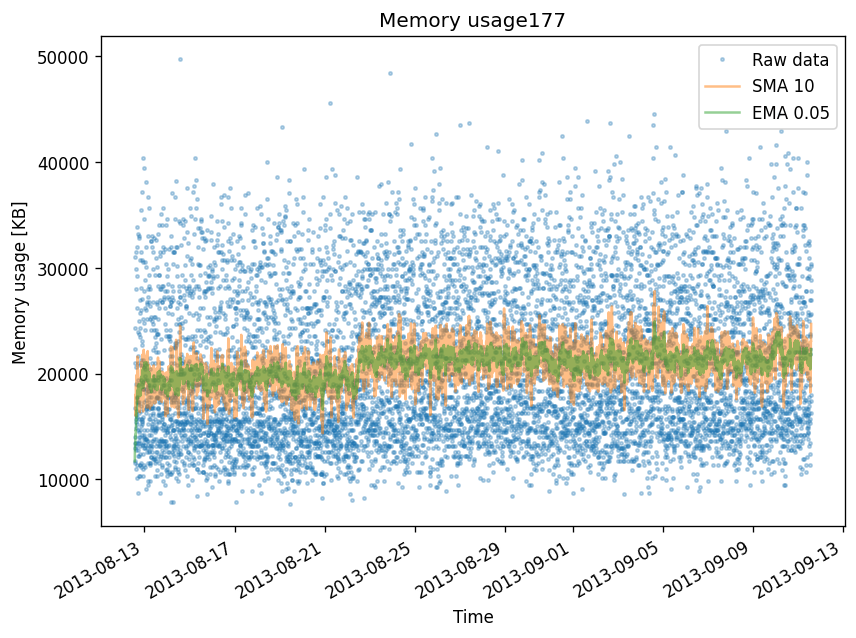 Memory usage177
50000
40000
30000
20000
10000
Memory usage [KB]
Raw data
SMA 10
EMA 0.05
2013-08-13
2013-08-17
2013-08-21
2013-08-25
2013-08-29
2013-09-01
2013-09-05
2013-09-09
2013-09-13
Time